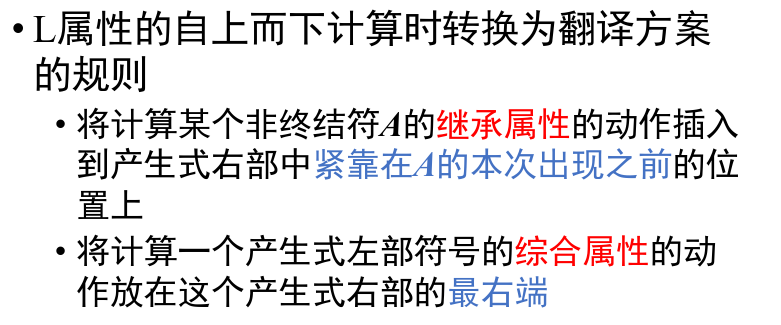 • L属性的自上而下计算时转换为翻译方案
的规则
• 将计算某个非终结符A的继承属性的动作插入
到产生式右部中紧靠在A的本次出现之前的位
置上
• 将计算一个产生式左部符号的综合属性的动
作放在这个产生式右部的最右端